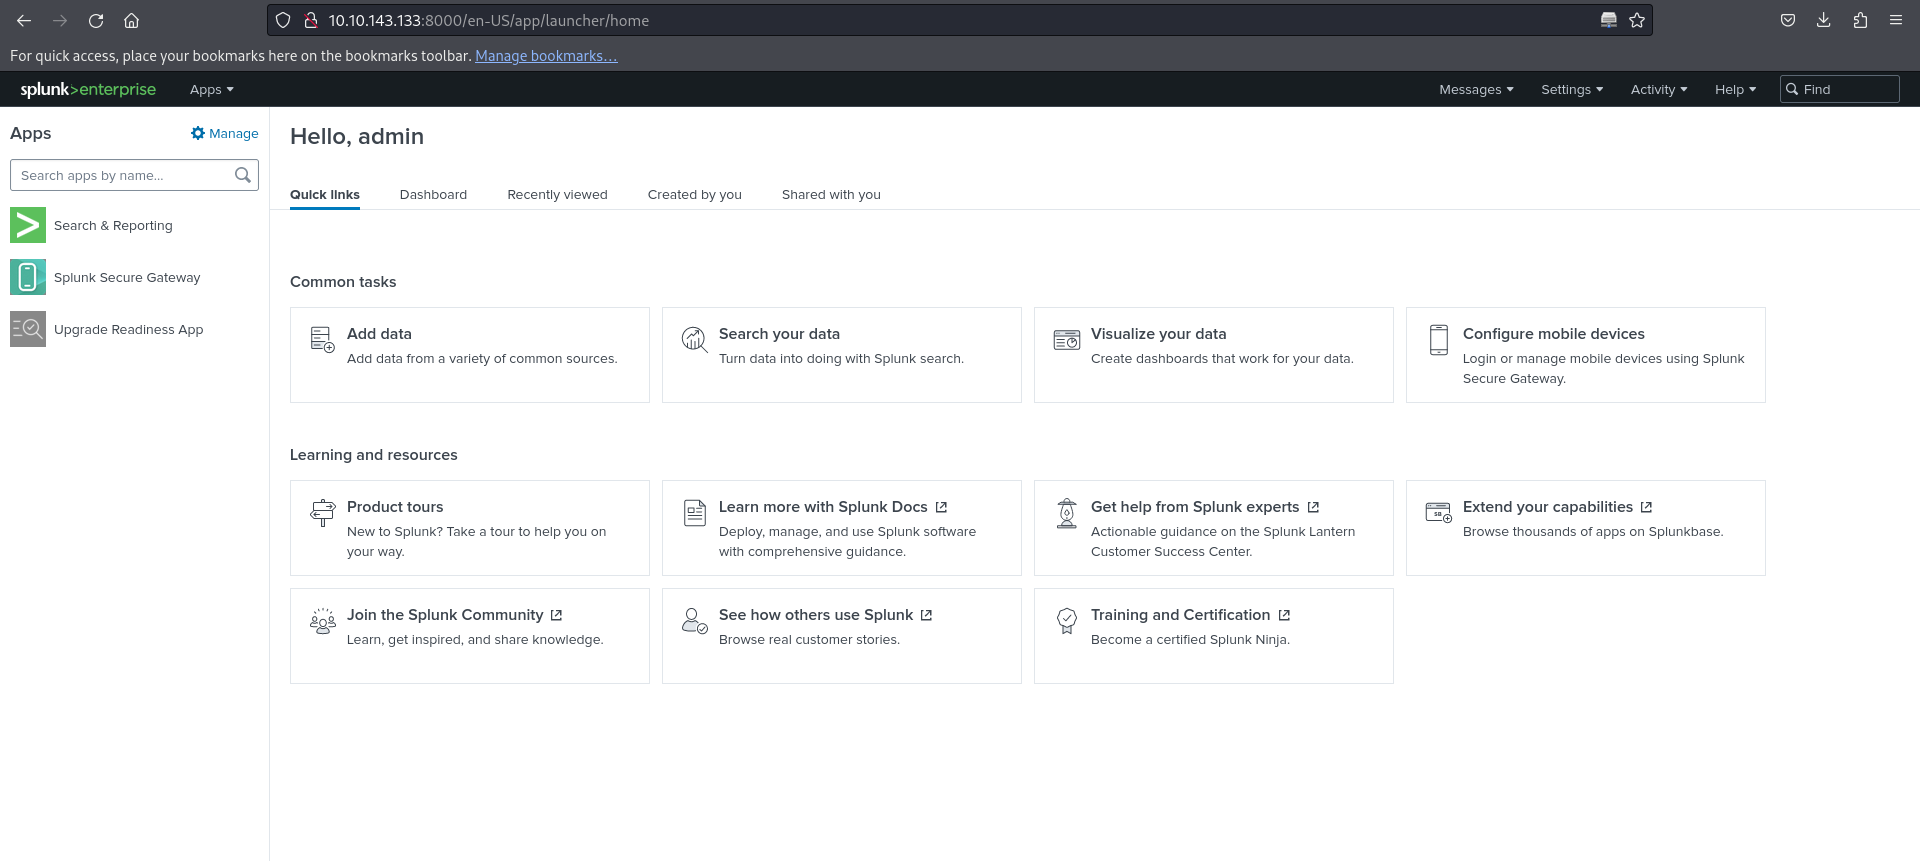 10.10.143.133:8000/en-US/app/launcher/home
For quick access, place your bookmarks here on the bookmarks toolbar. Manage bookmarks...
splunk>enterprise Apps Messages Settings Activity Help Find
Apps Manage
Search apps by name...
Search & Reporting
Splunk Secure Gateway
Upgrade Readiness App
Hello, admin
Quick links Dashboard Recently viewed Created by you Shared with you
Common tasks
Add data
Add data from a variety of common sources.
Search your data
Turn data into doing with Splunk search.
Visualize your data
Create dashboards that work for your data.
Configure mobile devices
Login or manage mobile devices using Splunk
Secure Gateway.
Learning and resources
Product tours
New to Splunk? Take a tour to help you on
your way.
Learn more with Splunk Docs
Deploy, manage, and use Splunk software
with comprehensive guidance.
Get help from Splunk experts
Actionable guidance on the Splunk Lantern
Customer Success Center.
SB
Extend your capabilities
Browse thousands of apps on Splunkbase.
Join the Splunk Community
Learn, get inspired, and share knowledge.
See how others use Splunk
Browse real customer stories.
Training and Certification
Become a certified Splunk Ninja.